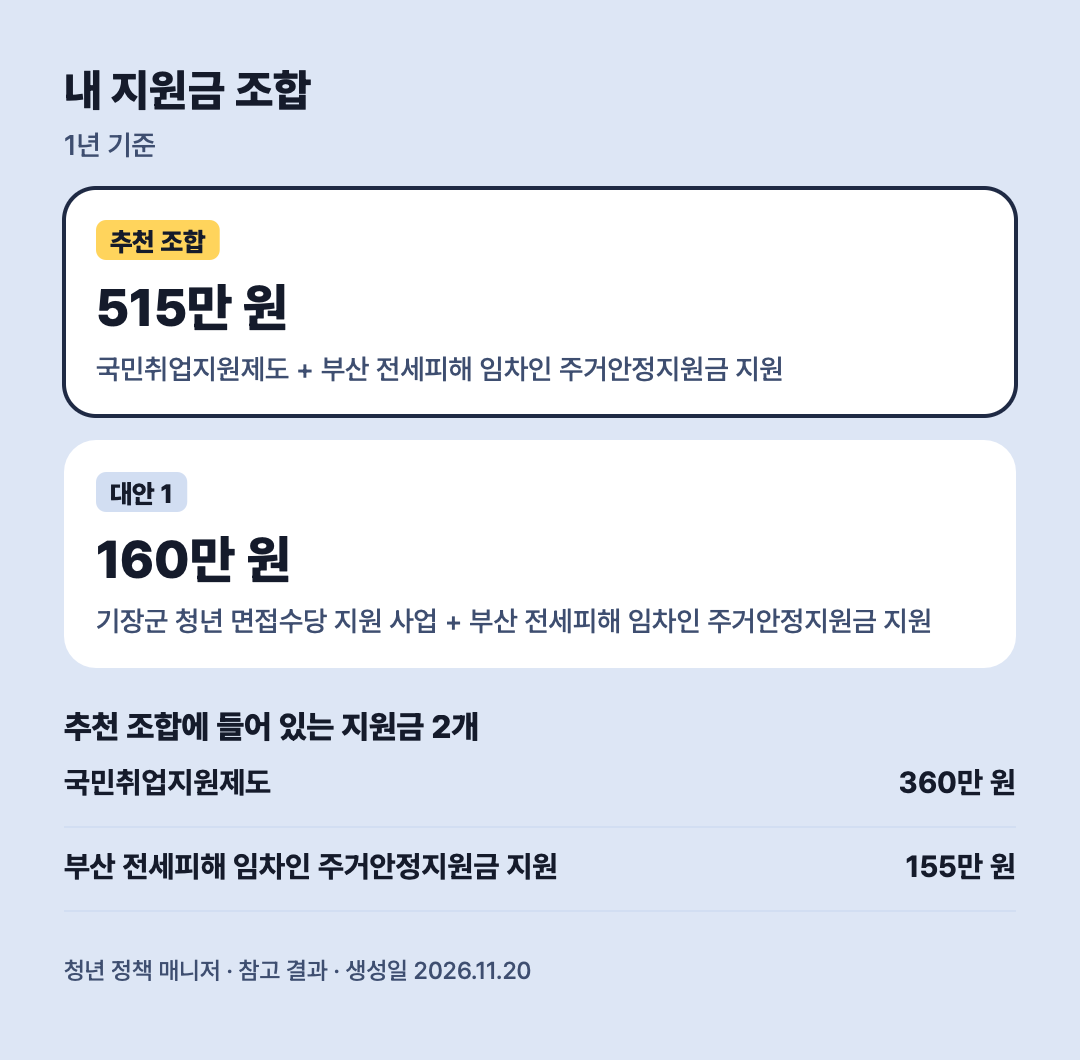 내 지원금 조합
1년 기준
추천 조합
515만 원
국민취업지원제도 + 부산 전세피해 임차인 주거안정지원금 지원
대안 1
160만 원
기장군 청년 면접수당 지원 사업 + 부산 전세피해 임차인 주거안정지원금 지원
추천 조합에 들어 있는 지원금 2개
국민취업지원제도 360만 원
부산 전세피해 임차인 주거안정지원금 지원 155만 원
청년 정책 매니저 · 참고 결과 · 생성일 2026.11.20